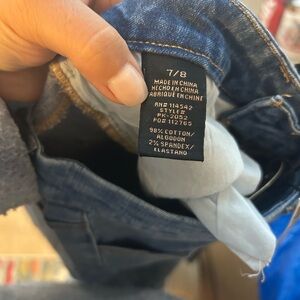 7/8
MADE IN CHINA
HECHO EN CHINA
FABRIQUÉ EN CHINE
RN# 114542
STYLE#
PK-2052
PO# 112765
98% COTTON/
ALGODON
2% SPANDEX/
ELASTANO